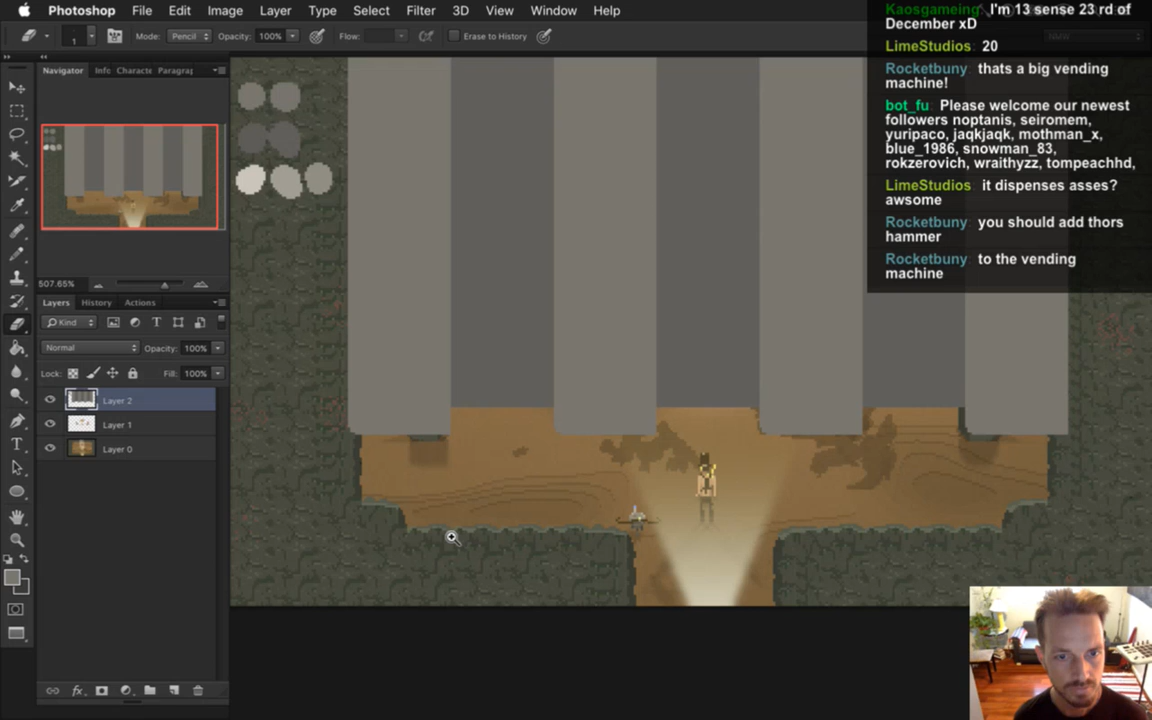 Photoshop File Edit Image Layer Type Select Filter 3D View Window Help
1 Mode: Pencil Opacity: 100% Flow: Erase to History
Navigator Info Characte Paragraj
507.65%
Layers History Actions
Kind
Normal Opacity: 100%
Lock: Fill: 100%
Layer 2
Layer 1
Layer 0
fx
Kaosgameing I'm 13 sense 23 rd of
December xD
LimeStudios 20
Rocketbuny thats a big vending
machine!
bot_fu: Please welcome our newest
followers noptanis, seiromem,
yuripaco, jaqkjaqk, mothman_x,
blue_1986, snowman_83,
rokzerovich, wraithyzz, tompeachhd,
LimeStudios it dispenses asses?
awsome
Rocketbuny you should add thors
hammer
Rocketbuny to the vending
machine